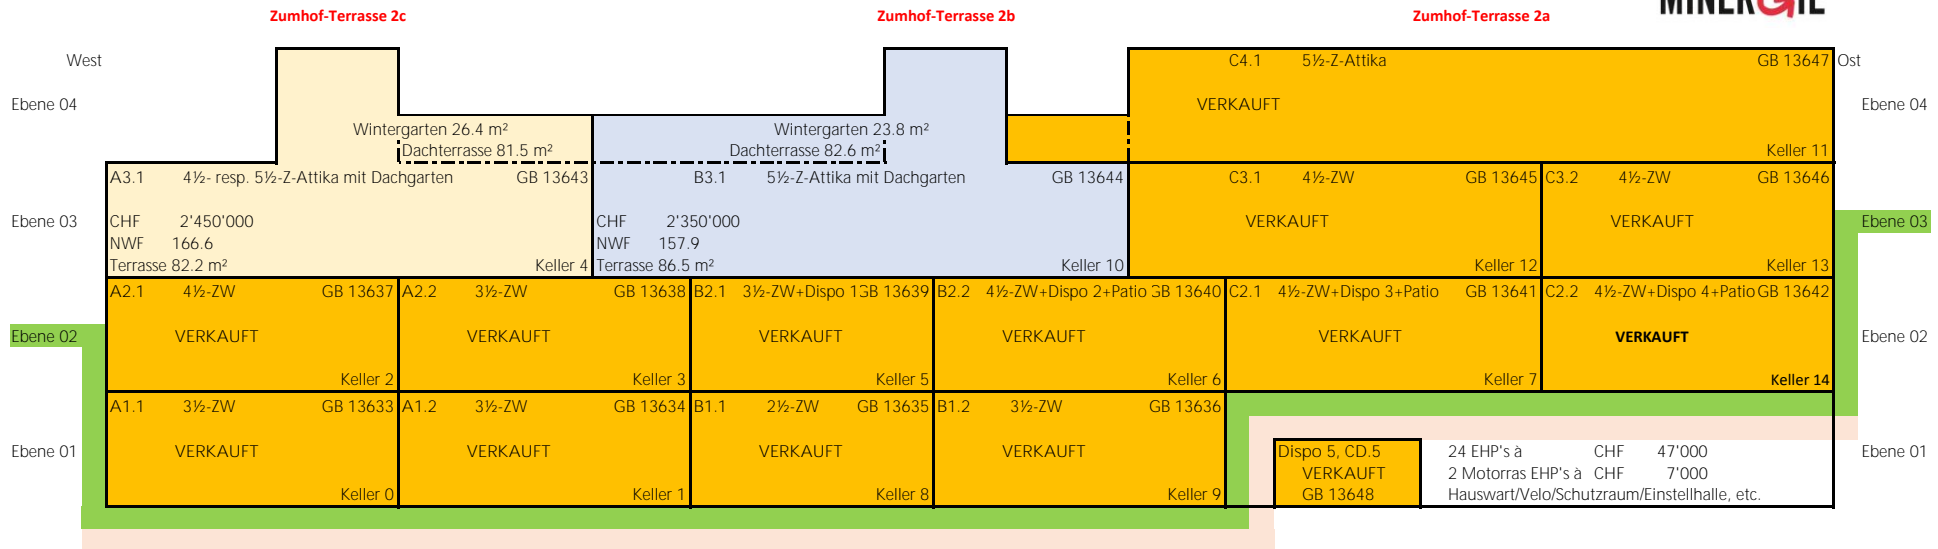 Zumhof-Terrasse 2c Zumhof-Terrasse 2b Zumhof-Terrasse 2a MINERGIE
West C4.1 5½-Z-Attika GB 13647 Ost
Ebene 04 VERKAUFT Ebene 04
Wintergarten 26.4 m² Wintergarten 23.8 m²
Dachterrasse 81.5 m² Dachterrasse 82.6 m² Keller 11
A3.1 4½- resp. 5½-Z-Attika mit Dachgarten GB 13643 B3.1 5½-Z-Attika mit Dachgarten GB 13644 C3.1 4½-ZW GB 13645 C3.2 4½-ZW GB 13646
Ebene 03 CHF 2'450'000 CHF 2'350'000 VERKAUFT VERKAUFT Ebene 03
NWF 166.6 NWF 157.9
Terrasse 82.2 m² Keller 4 Terrasse 86.5 m² Keller 10 Keller 12 Keller 13
A2.1 4½-ZW GB 13637 A2.2 3½-ZW GB 13638 B2.1 3½-ZW+Dispo 1 GB 13639 B2.2 4½-ZW+Dispo 2+Patio GB 13640 C2.1 4½-ZW+Dispo 3+Patio GB 13641 C2.2 4½-ZW+Dispo 4+Patio GB 13642
Ebene 02 VERKAUFT VERKAUFT VERKAUFT VERKAUFT VERKAUFT VERKAUFT Ebene 02
Keller 2 Keller 3 Keller 5 Keller 6 Keller 7 Keller 14
A1.1 3½-ZW GB 13633 A1.2 3½-ZW GB 13634 B1.1 2½-ZW GB 13635 B1.2 3½-ZW GB 13636
Ebene 01 VERKAUFT VERKAUFT VERKAUFT VERKAUFT Dispo 5, CD.5 24 EHP's à CHF 47'000 Ebene 01
VERKAUFT 2 Motorras EHP's à CHF 7'000
Keller 0 Keller 1 Keller 8 Keller 9 GB 13648 Hauswart/Velo/Schutzraum/Einstellhalle, etc.